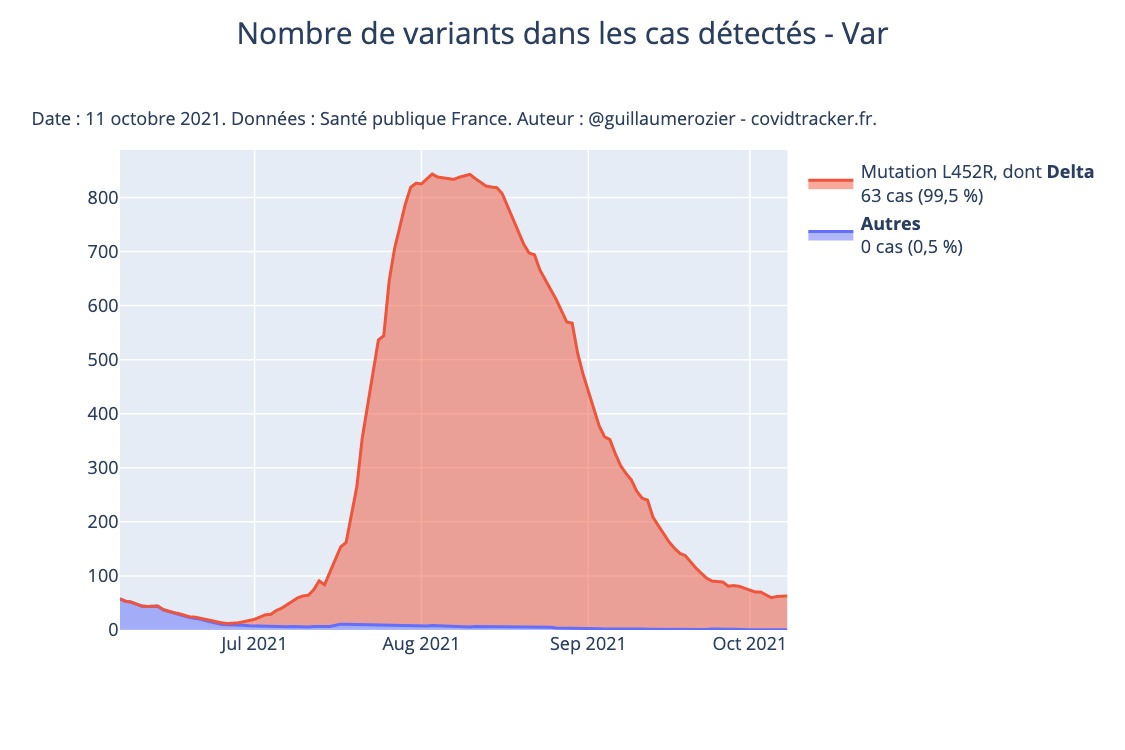 Nombre de variants dans les cas détectés - Var
Date : 11 octobre 2021. Données : Santé publique France. Auteur : @guillaumerozier - covidtracker.fr.
Mutation L452R, dont Delta
63 cas (99,5 %)
Autres
0 cas (0,5 %)
800
700
600
500
400
300
200
100
0
Jul 2021
Aug 2021
Sep 2021
Oct 2021